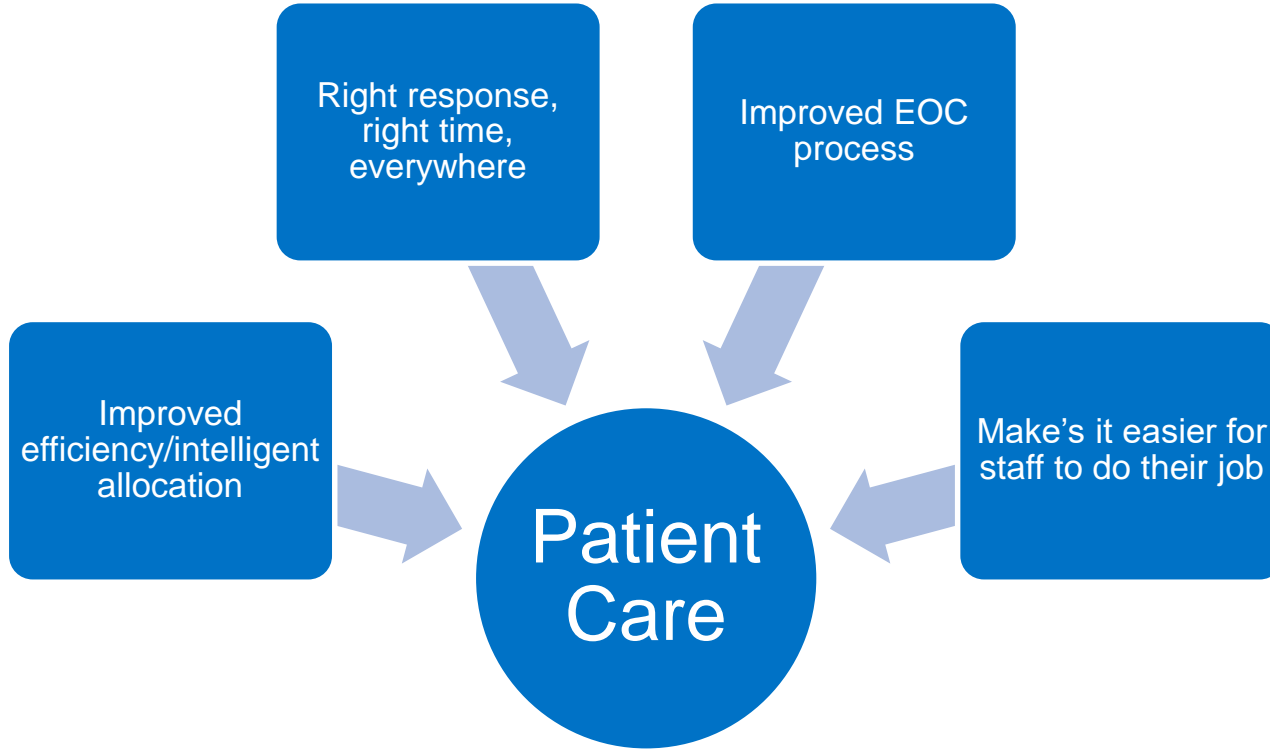 Right response,
right time,
everywhere
Improved EOC
process
Improved
efficiency/intelligent
allocation
Make’s it easier for
staff to do their job
Patient
Care